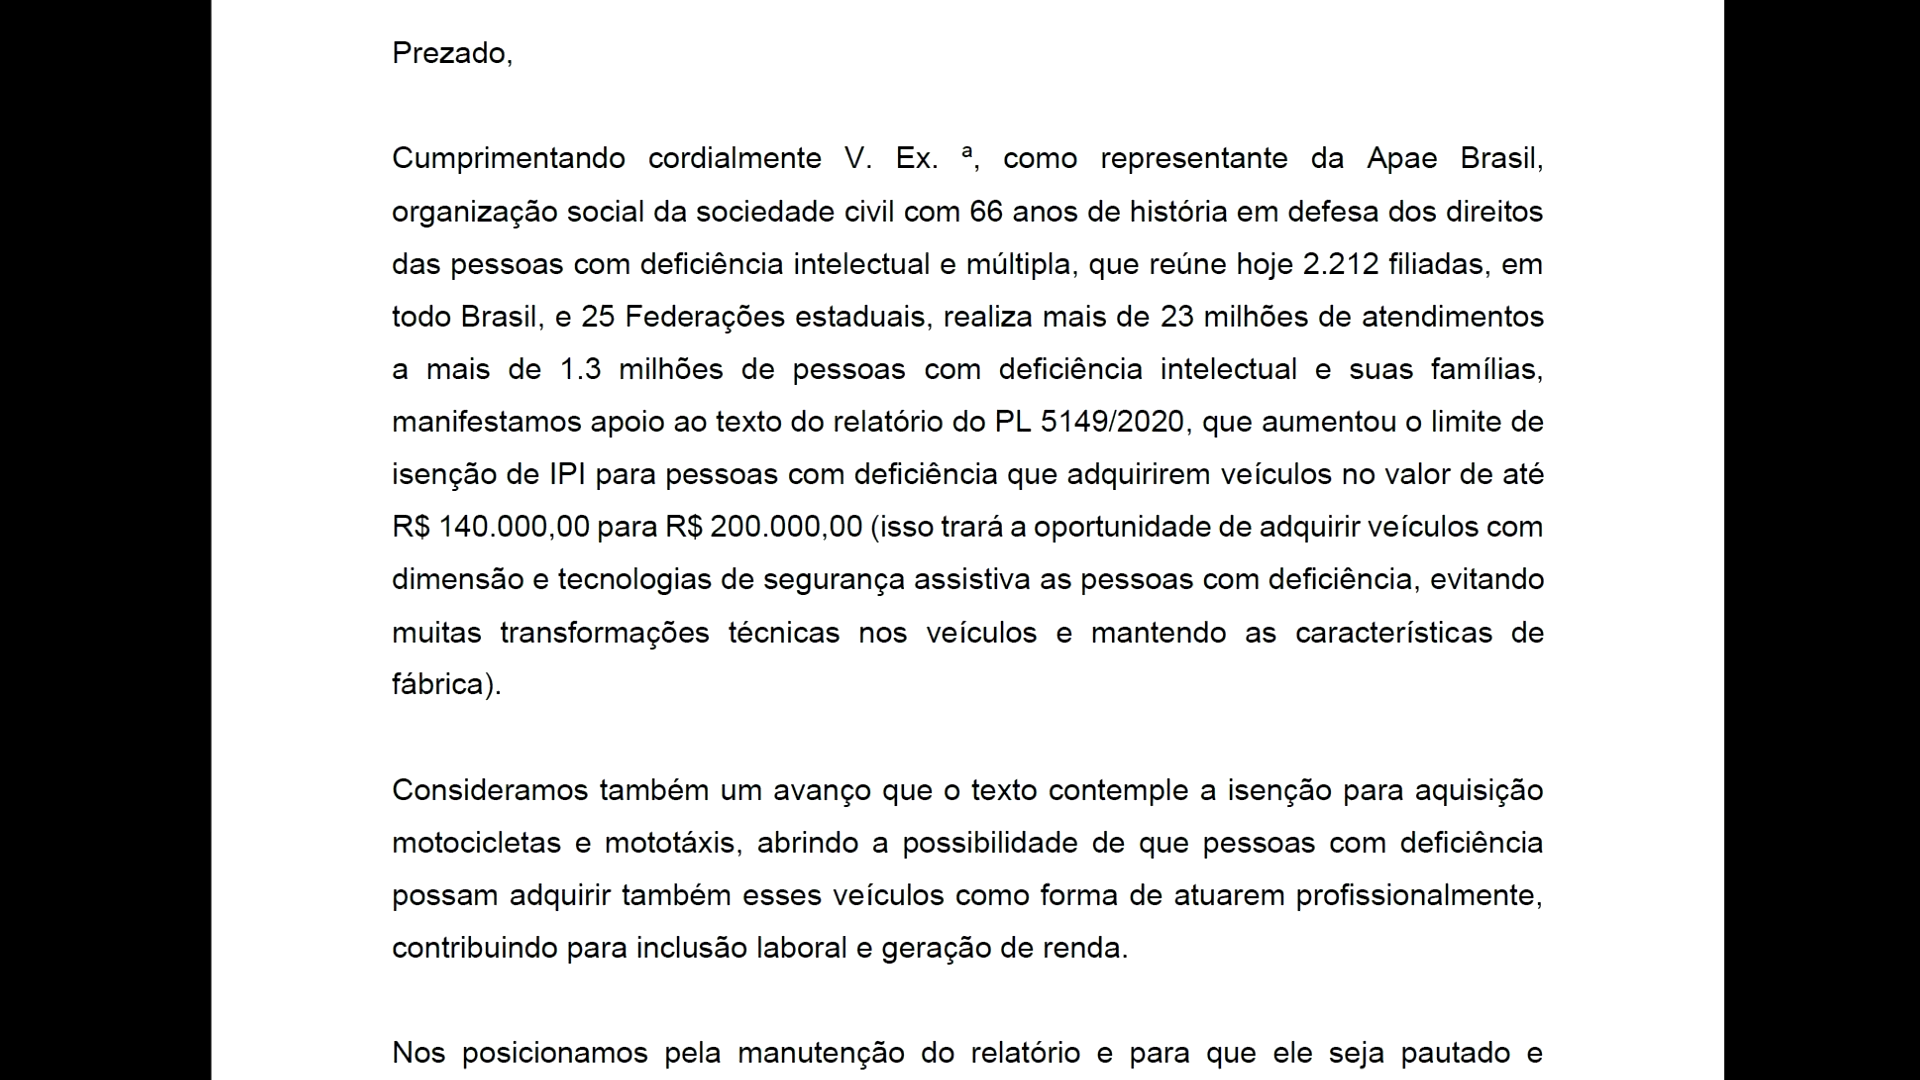 Prezado,
Cumprimentando cordialmente V. Ex. ª, como representante da Apae Brasil,
organização social da sociedade civil com 66 anos de história em defesa dos direitos
das pessoas com deficiência intelectual e múltipla, que reúne hoje 2.212 filiadas, em
todo Brasil, e 25 Federações estaduais, realiza mais de 23 milhões de atendimentos
a mais de 1.3 milhões de pessoas com deficiência intelectual e suas famílias,
manifestamos apoio ao texto do relatório do PL 5149/2020, que aumentou o limite de
isenção de IPI para pessoas com deficiência que adquirirem veículos no valor de até
R$ 140.000,00 para R$ 200.000,00 (isso trará a oportunidade de adquirir veículos com
dimensão e tecnologias de segurança assistiva as pessoas com deficiência, evitando
muitas transformações técnicas nos veículos e mantendo as características de
fábrica).
Consideramos também um avanço que o texto contemple a isenção para aquisição
motocicletas e mototáxis, abrindo a possibilidade de que pessoas com deficiência
possam adquirir também esses veículos como forma de atuarem profissionalmente,
contribuindo para inclusão laboral e geração de renda.
Nos posicionamos pela manutenção do relatório e para que ele seja pautado e